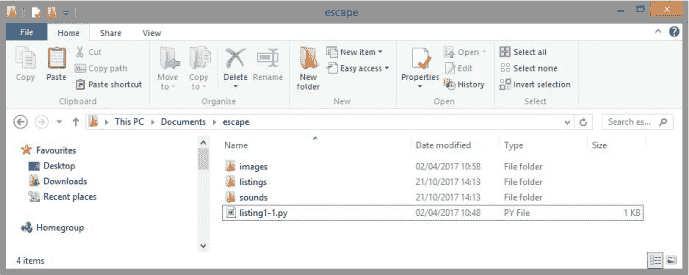 escape
File Home Share View
Copy Paste Cut Copy path Paste shortcut Move to Copy to Delete Rename New folder New item Easy access Properties Open Edit History Select all Select none Invert selection
Clipboard Organise New Open Select
This PC Documents escape Search es...
Favourites
Desktop
Downloads
Recent places
Homegroup
Name Date modified Type Size
images 02/04/2017 10:58 File folder
listings 21/10/2017 14:13 File folder
sounds 21/10/2017 14:13 File folder
listing1-1.py 02/04/2017 10:48 PY File 1 KB
4 items